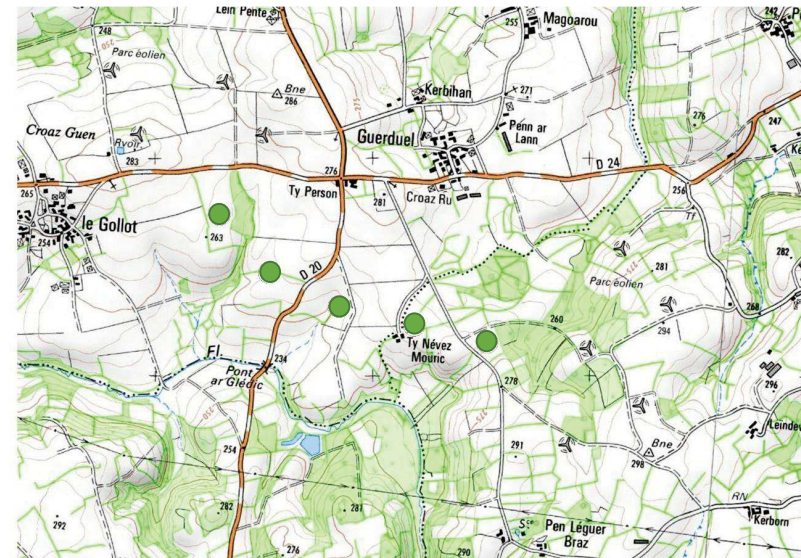 Lein Pente
248
Parc éolien
Bne
286
255
Magoarou
242
Kerbihan
271
276
Croaz Guen
Rvoir
283
Guerduel
Penn ar
Lann
247
D 24
276
265
Ty Person
281
Croaz Ru
256
Tf
le Gollot
254
263
D 20
281
282
Parc éolien
268
260
294
Ty Névez
Mouric
Fl.
234
Pont
ar Glédic
278
296
254
291
Bne
298
Leindev
282
281
292
RN
Kerborn
Sce
Pen Léguer
Braz
290
276